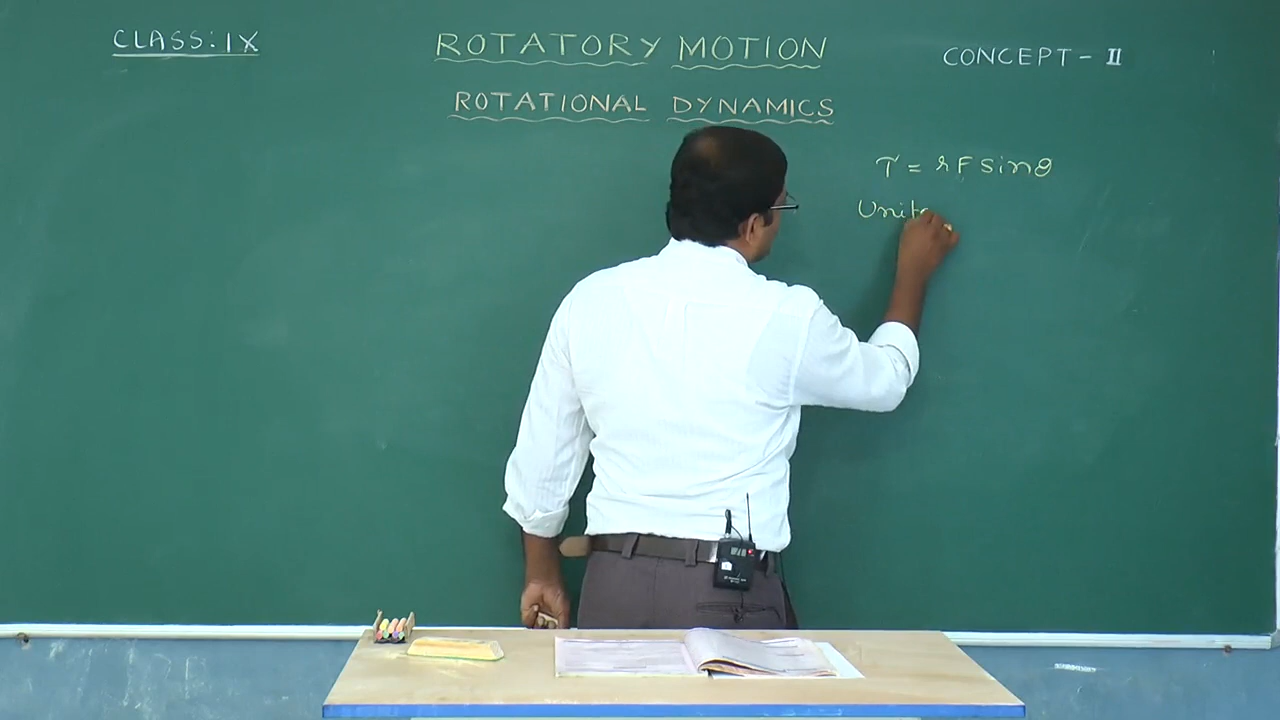 CLASS: IX
ROTATORY MOTION
CONCEPT - II
ROTATIONAL DYNAMICS
τ = rF sinθ
Unit